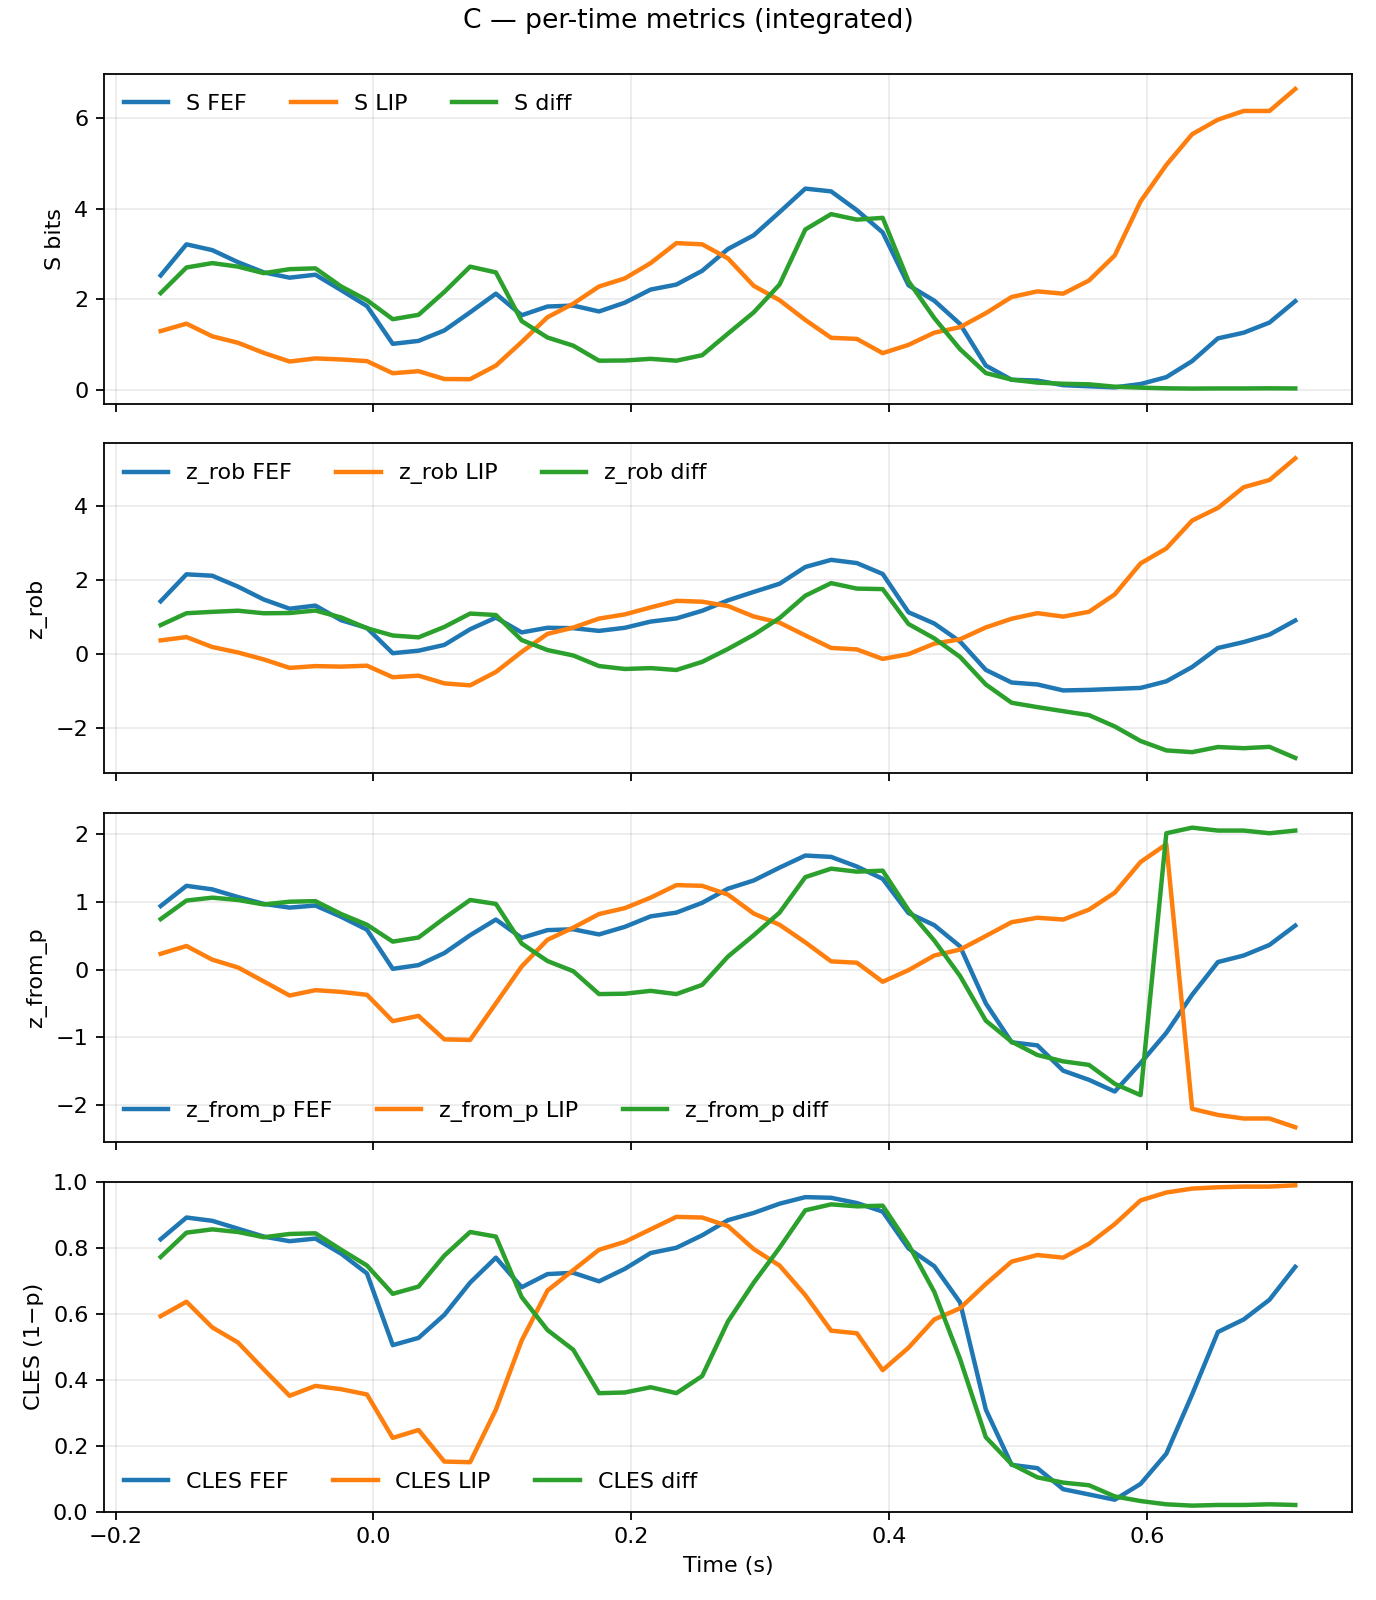 C — per-time metrics (integrated)
S FEF S LIP S diff
6
4
2
0
S bits
z_rob FEF z_rob LIP z_rob diff
4
2
0
−2
z_rob
2
1
0
−1
−2
z_from_p
z_from_p FEF z_from_p LIP z_from_p diff
1.0
0.8
0.6
0.4
0.2
0.0
CLES (1−p)
CLES FEF CLES LIP CLES diff
−0.2 0.0 0.2 0.4 0.6
Time (s)